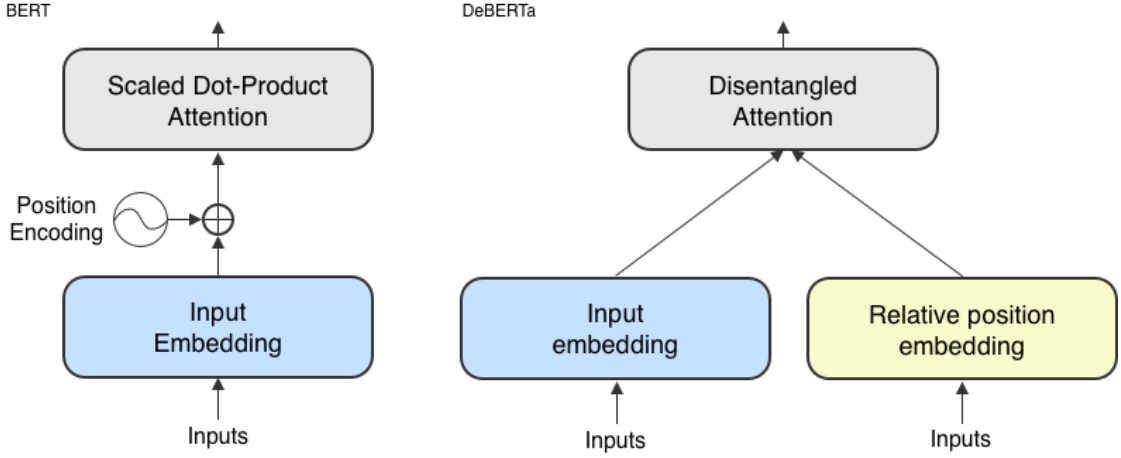 BERT
Scaled Dot-Product
Attention
Position
Encoding
Input
Embedding
Inputs
DeBERTa
Disentangled
Attention
Input
embedding
Relative position
embedding
Inputs
Inputs